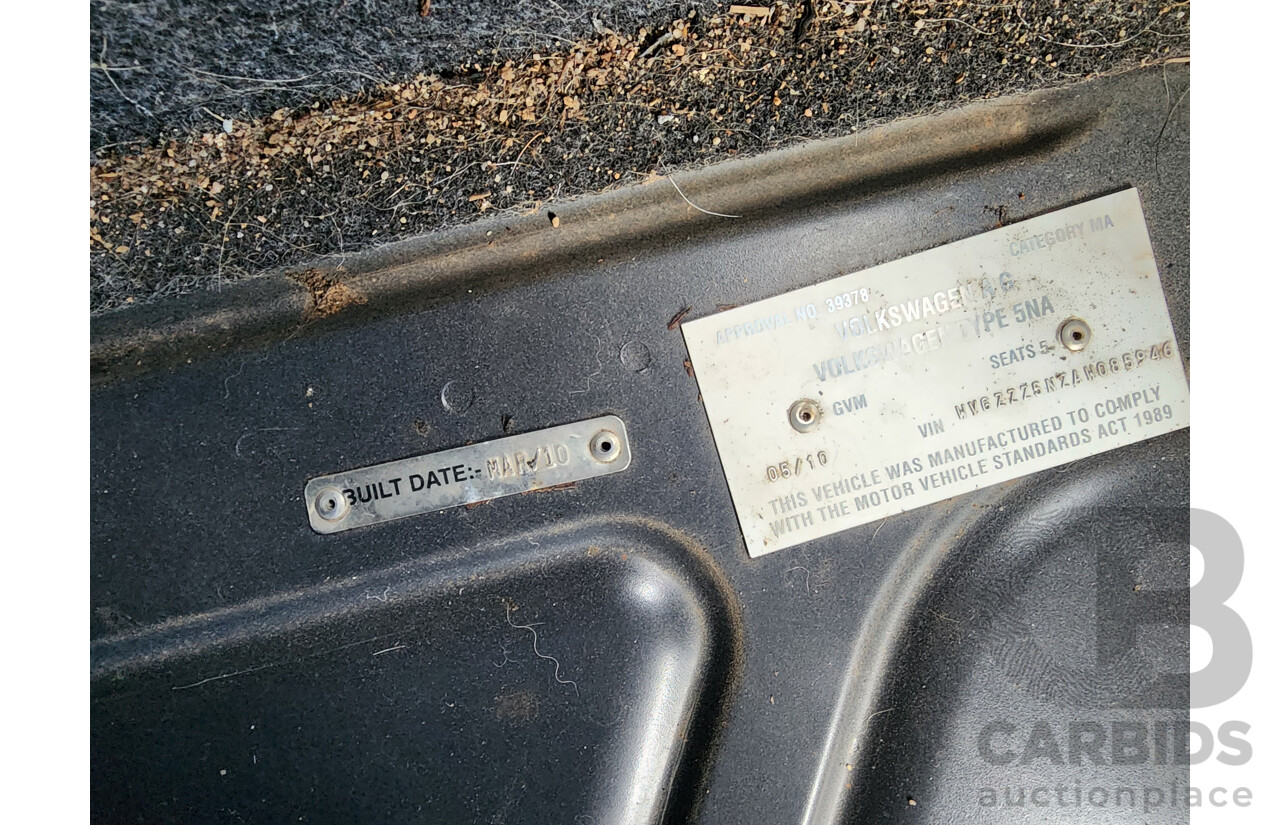 BUILT DATE:- MAR/10
APPROVAL NO. 39378 CATEGORY MA
VOLKSWAGEN A.G.
VOLKSWAGEN TYPE 5NA
SEATS 5
GVM
05/10 VIN WVGZZZ5NZAW085946
THIS VEHICLE WAS MANUFACTURED TO COMPLY
WITH THE MOTOR VEHICLE STANDARDS ACT 1989
B
CARBIDS
auctionplace